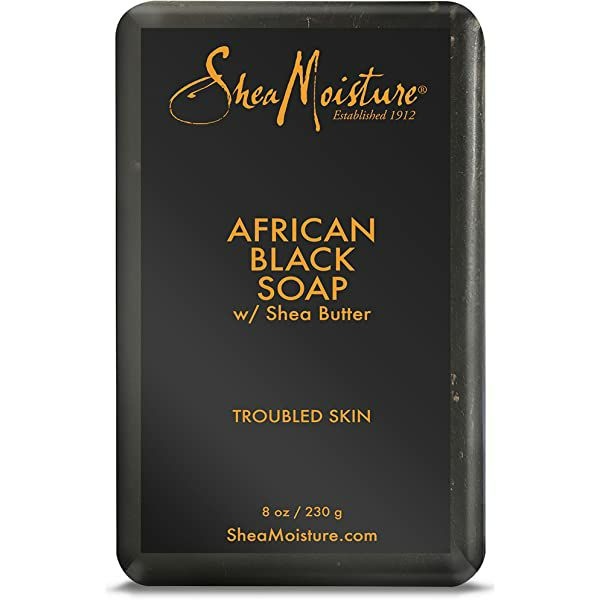 SheaMoisture®
Established 1912
AFRICAN
BLACK
SOAP
w/ Shea Butter
TROUBLED SKIN
8 oz / 230 g
SheaMoisture.com